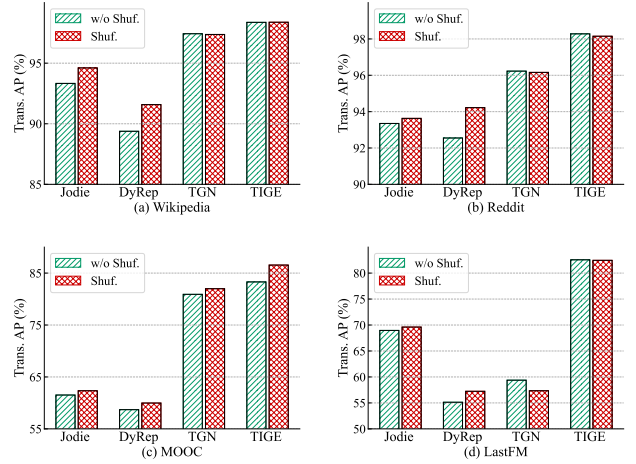 Trans. AP (%)
95
90
85
w/o Shuf.
Shuf.
Jodie DyRep TGN TIGE
(a) Wikipedia
Trans. AP (%)
98
96
94
92
90
w/o Shuf.
Shuf.
Jodie DyRep TGN TIGE
(b) Reddit
Trans. AP (%)
85
75
65
55
w/o Shuf.
Shuf.
Jodie DyRep TGN TIGE
(c) MOOC
Trans. AP (%)
80
75
70
65
60
55
50
w/o Shuf.
Shuf.
Jodie DyRep TGN TIGE
(d) LastFM